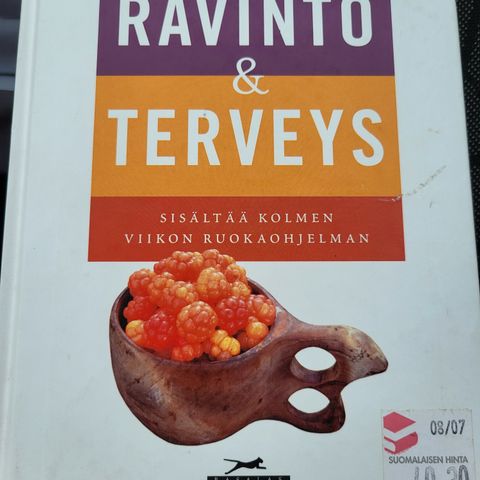 RAVINTO
&
TERVEYS
SISÄLTÄÄ KOLMEN
VIIKON RUOKAOHJELMAN
08/07
SUOMALAISEN HINTA